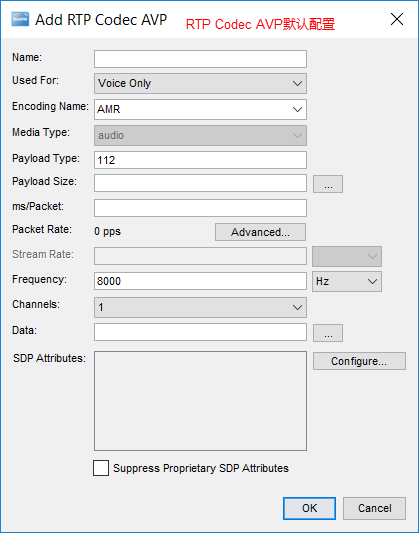 Add RTP Codec AVP
RTP Codec AVP默认配置
Name:
Used For: Voice Only
Encoding Name: AMR
Media Type: audio
Payload Type: 112
Payload Size: ...
ms/Packet:
Packet Rate: 0 pps Advanced...
Stream Rate:
Frequency: 8000 Hz
Channels: 1
Data: ...
SDP Attributes: Configure...
Suppress Proprietary SDP Attributes
OK Cancel